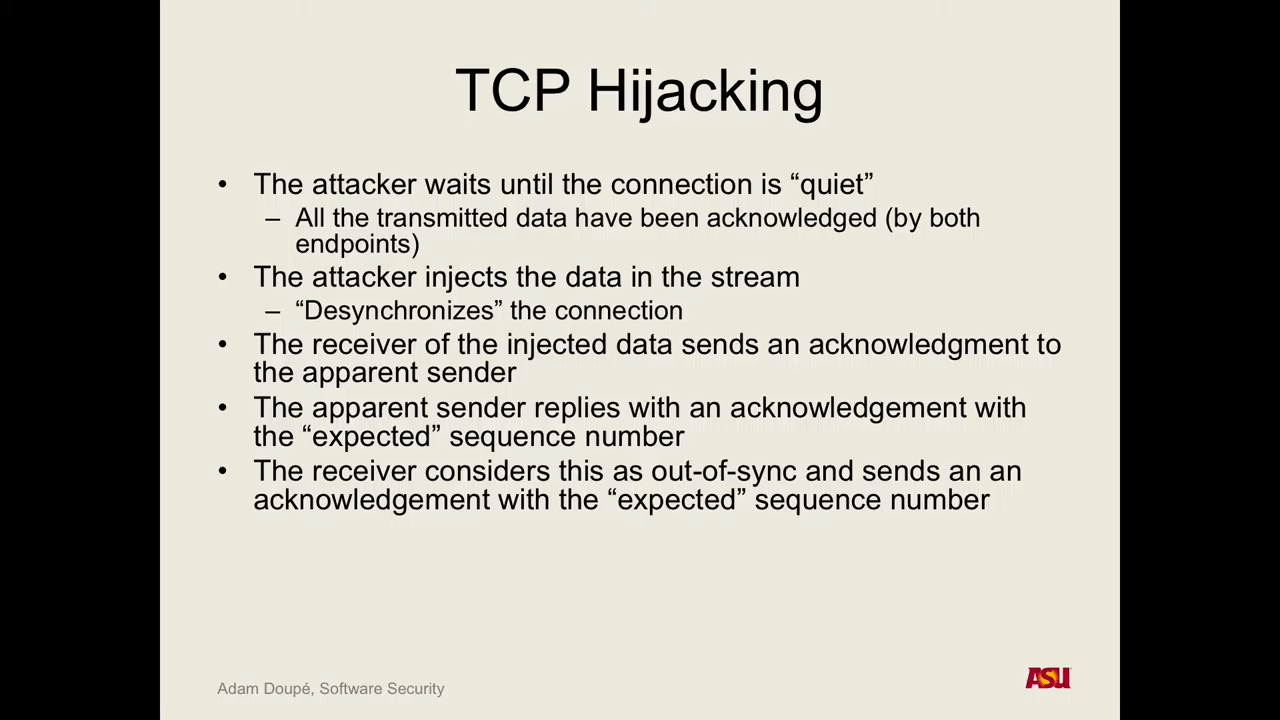 TCP Hijacking
• The attacker waits until the connection is “quiet”
– All the transmitted data have been acknowledged (by both
endpoints)
• The attacker injects the data in the stream
– “Desynchronizes” the connection
• The receiver of the injected data sends an acknowledgment to
the apparent sender
• The apparent sender replies with an acknowledgement with
the “expected” sequence number
• The receiver considers this as out-of-sync and sends an an
acknowledgement with the “expected” sequence number
Adam Doupé, Software Security
ASU